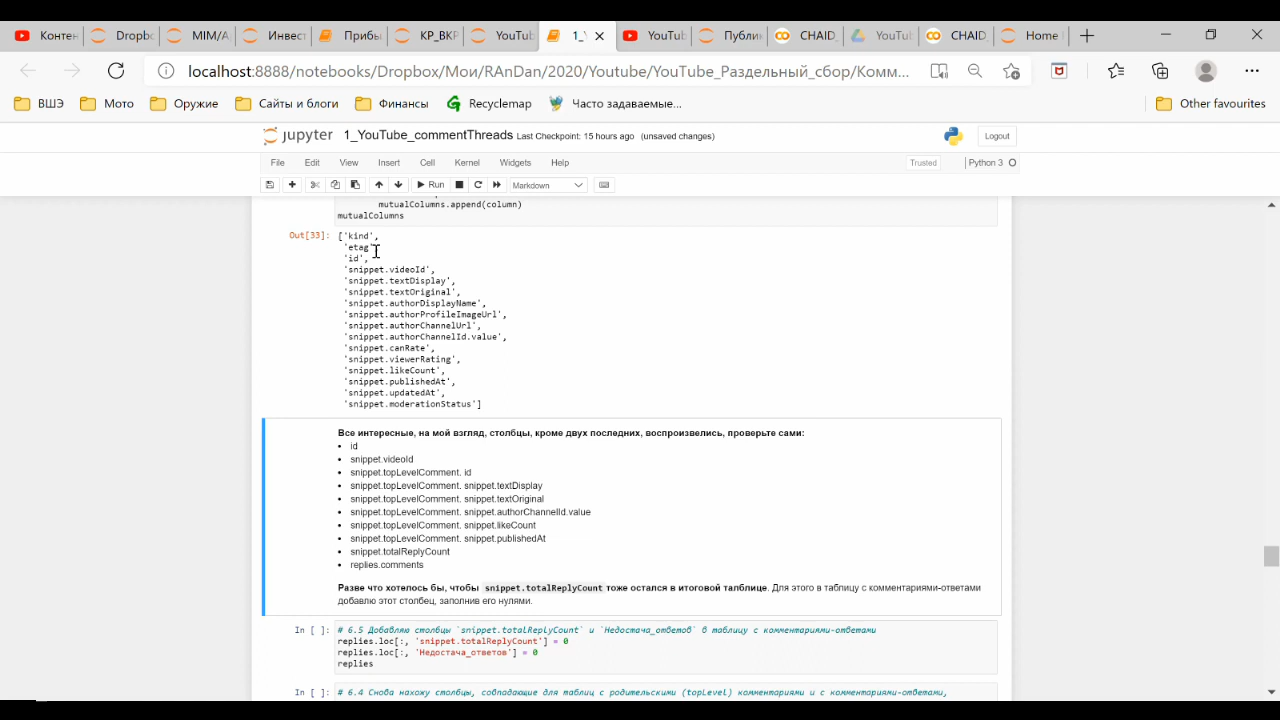 Контен
Dropbo
MIM/A
Инвест
Прибы
КР_ВКР
YouTub
1_Y
YouTub
Публик
CHAID_
YouTub
CHAID
Home
localhost:8888/notebooks/Dropbox/Мои/RAnDan/2020/Youtube/YouTube_Раздельный_сбор/Комм...
ВШЭ
Мото
Оружие
Сайты и блоги
Финансы
Recyclemap
Часто задаваемые...
Other favourites
jupyter 1_YouTube_commentThreads Last Checkpoint: 15 hours ago (unsaved changes)
Logout
File Edit View Insert Cell Kernel Widgets Help
Trusted
Python 3
Run
Markdown
mutualColumns.append(column)
mutualColumns
Out[33]: ['kind',
'etag',
'id',
'snippet.videoId',
'snippet.textDisplay',
'snippet.textOriginal',
'snippet.authorDisplayName',
'snippet.authorProfileImageUrl',
'snippet.authorChannelUrl',
'snippet.authorChannelId.value',
'snippet.canRate',
'snippet.viewerRating',
'snippet.likeCount',
'snippet.publishedAt',
'snippet.updatedAt',
'snippet.moderationStatus']
Все интересные, на мой взгляд, столбцы, кроме двух последних, воспроизвелись, проверьте сами:
• id
• snippet.videoId
• snippet.topLevelComment. id
• snippet.topLevelComment. snippet.textDisplay
• snippet.topLevelComment. snippet.textOriginal
• snippet.topLevelComment. snippet.authorChannelId.value
• snippet.topLevelComment. snippet.likeCount
• snippet.topLevelComment. snippet.publishedAt
• snippet.totalReplyCount
• replies.comments
Разве что хотелось бы, чтобы snippet.totalReplyCount тоже остался в итоговой талблице. Для этого в таблицу с комментариями-ответами
добавлю этот столбец, заполнив его нулями.
In [ ]: # 6.5 Добавляю столбцы `snippet.totalReplyCount` и `Недостача_ответов` в таблицу с комментариями-ответами
replies.loc[:, 'snippet.totalReplyCount'] = 0
replies.loc[:, 'Недостача_ответов'] = 0
replies
In [ ]: # 6.4 Снова нахожу столбцы, совпадающие для таблиц с родительскими (topLevel) комментариями и с комментариями-ответами,